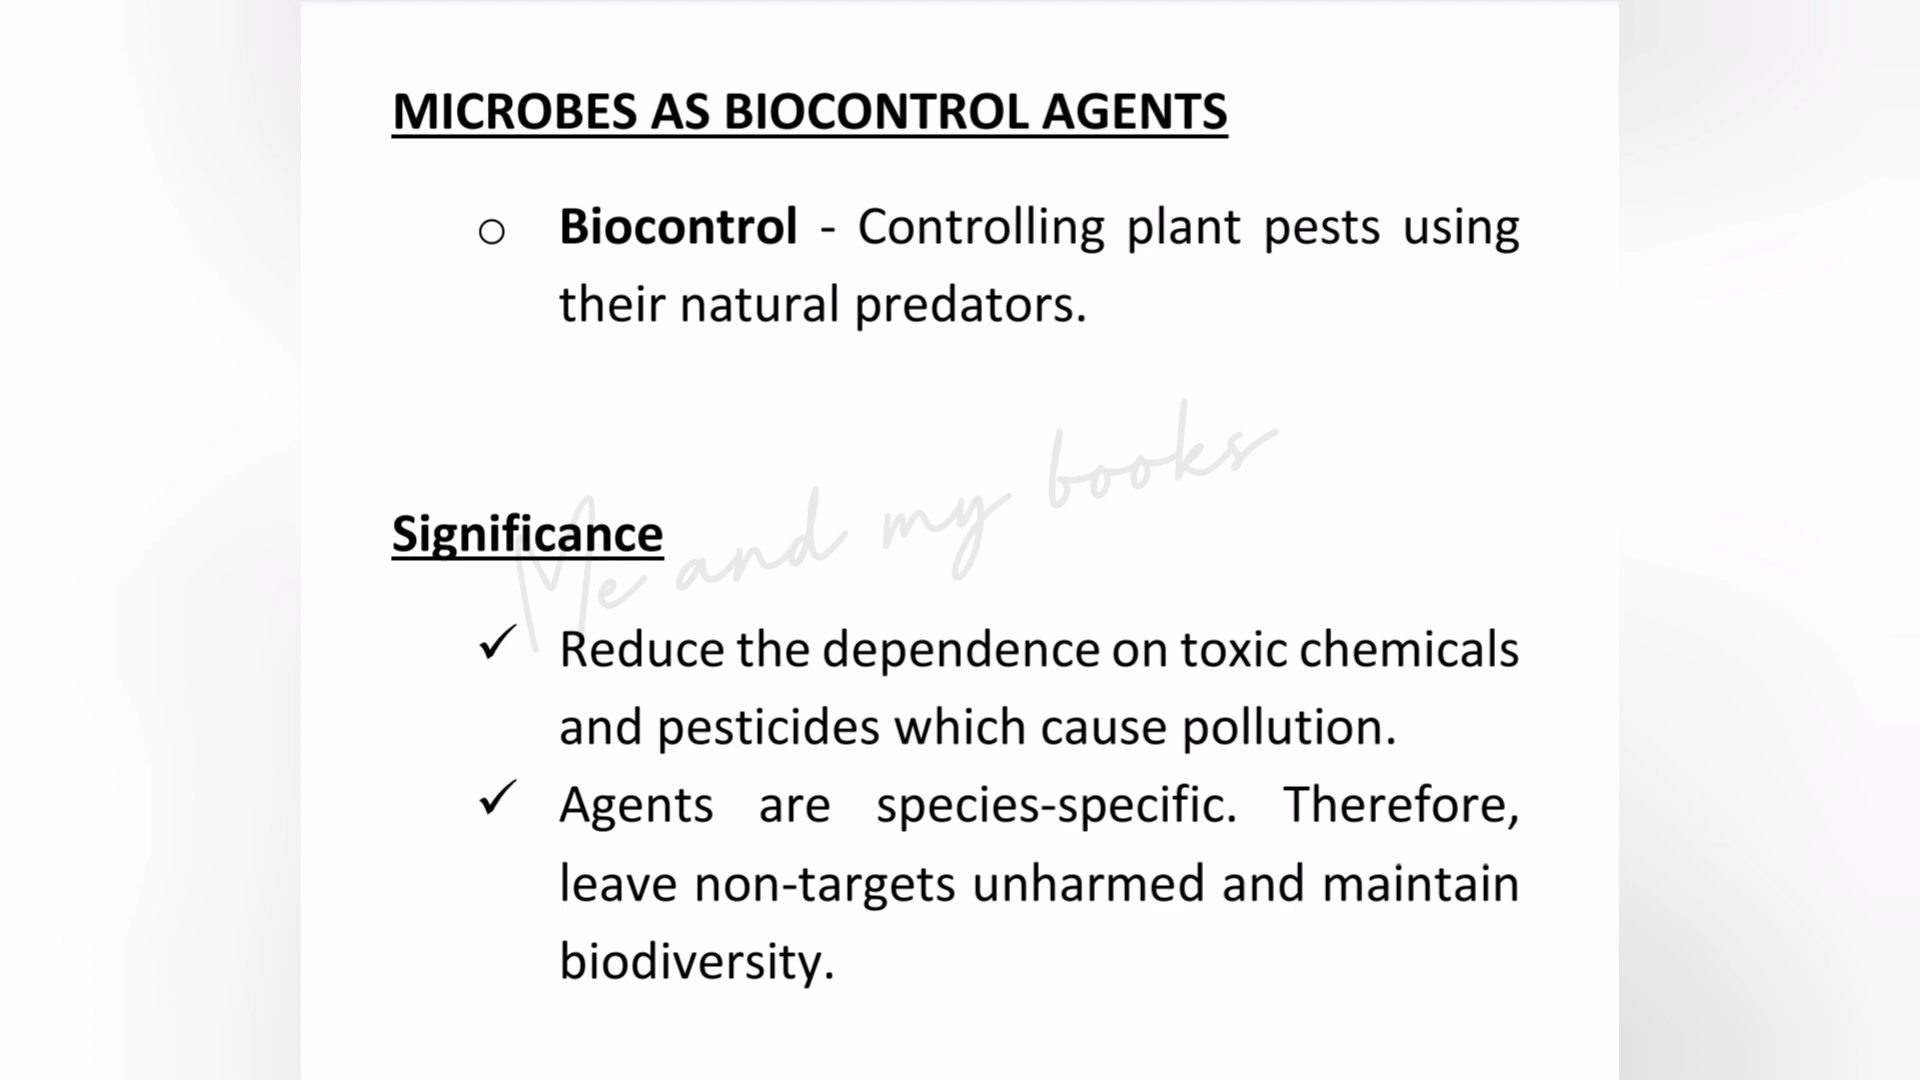 MICROBES AS BIOCONTROL AGENTS
○ Biocontrol - Controlling plant pests using
their natural predators.
Me and my books
Significance
✓ Reduce the dependence on toxic chemicals
and pesticides which cause pollution.
✓ Agents are species-specific. Therefore,
leave non-targets unharmed and maintain
biodiversity.